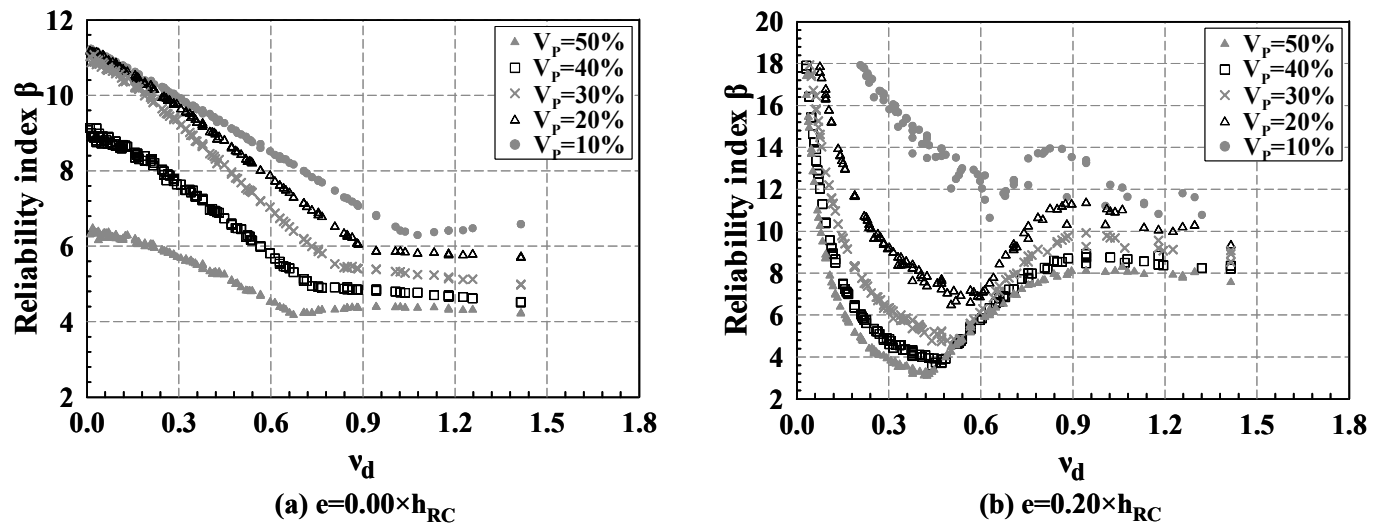 12
10
8
6
4
2
Reliability index β
0.0 0.3 0.6 0.9 1.2 1.5 1.8
ν_d
V_P=50%
V_P=40%
V_P=30%
V_P=20%
V_P=10%
(a) e=0.00×h_RC
20
18
16
14
12
10
8
6
4
2
Reliability index β
0.0 0.3 0.6 0.9 1.2 1.5 1.8
ν_d
V_P=50%
V_P=40%
V_P=30%
V_P=20%
V_P=10%
(b) e=0.20×h_RC